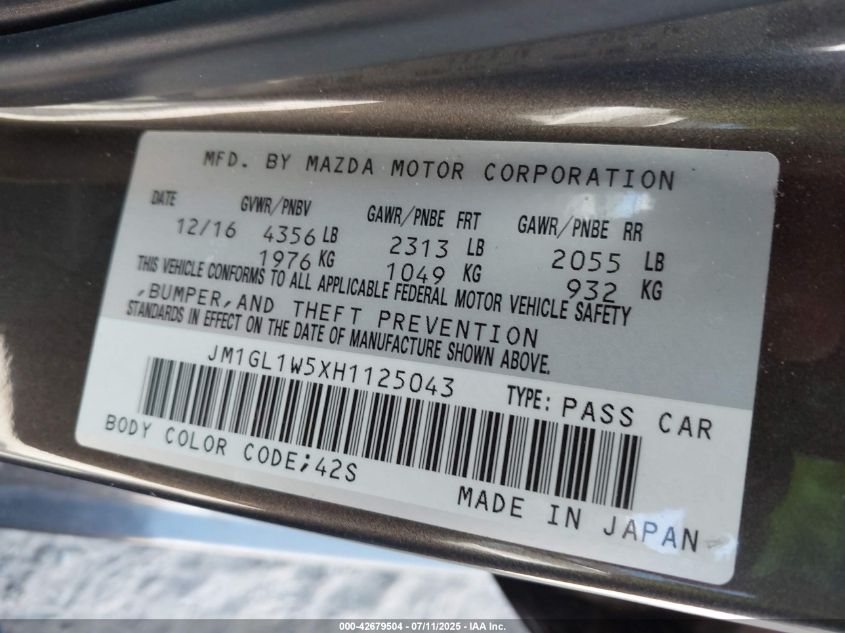 MFD. BY MAZDA MOTOR CORPORATION
DATE GVWR/PNBV GAWR/PNBE FRT GAWR/PNBE RR
12/16 4356 LB 2313 LB 2055 LB
1976 KG 1049 KG 932 KG
THIS VEHICLE CONFORMS TO ALL APPLICABLE FEDERAL MOTOR VEHICLE SAFETY
,BUMPER,AND THEFT PREVENTION
STANDARDS IN EFFECT ON THE DATE OF MANUFACTURE SHOWN ABOVE.
JM1GL1W5XH1125043 TYPE: PASS CAR
BODY COLOR CODE;42S
MADE IN JAPAN
000-42679504 - 07/11/2025 - IAA Inc.